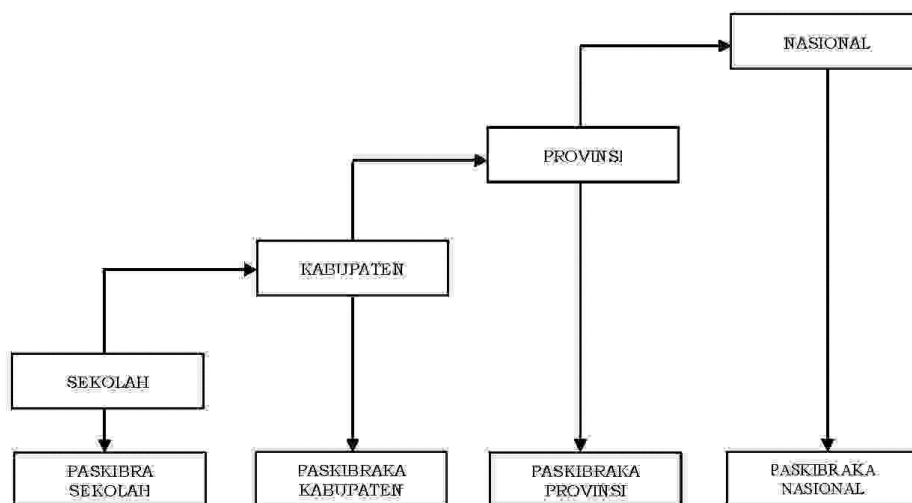 NASIONAL
PROVINSI
KABUPATEN
SEKOLAH
PASKIBRA
SEKOLAH
PASKIBRAKA
KABUPATEN
PASKIBRAKA
PROVINSI
PASKIBRAKA
NASIONAL